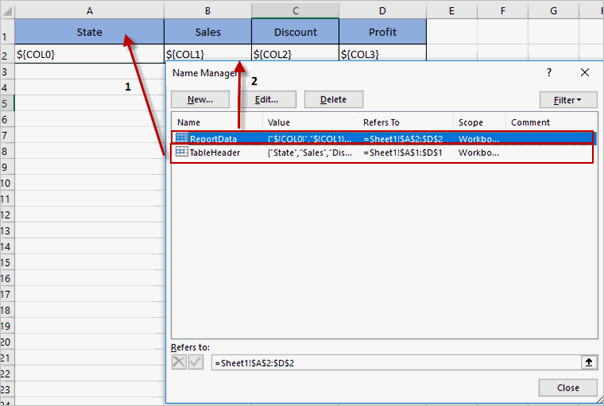 A B C D E F G H
1 State Sales Discount Profit
2 ${COL0} ${COL1} ${COL2} ${COL3}
3 Name Manager 2 ? ×
4 1 New... Edit... Delete Filter
5
6 Name Value Refers To Scope Comment
7 ReportData {"${COL0}","${COL1}... =Sheet1!$A$2:$D$2 Workbo...
8 TableHeader {"State","Sales","Dis... =Sheet1!$A$1:$D$1 Workbo...
9
10
11
12
13
14
15
16
17
18
19
20 Refers to:
21 =Sheet1!$A$2:$D$2
22
23 Close